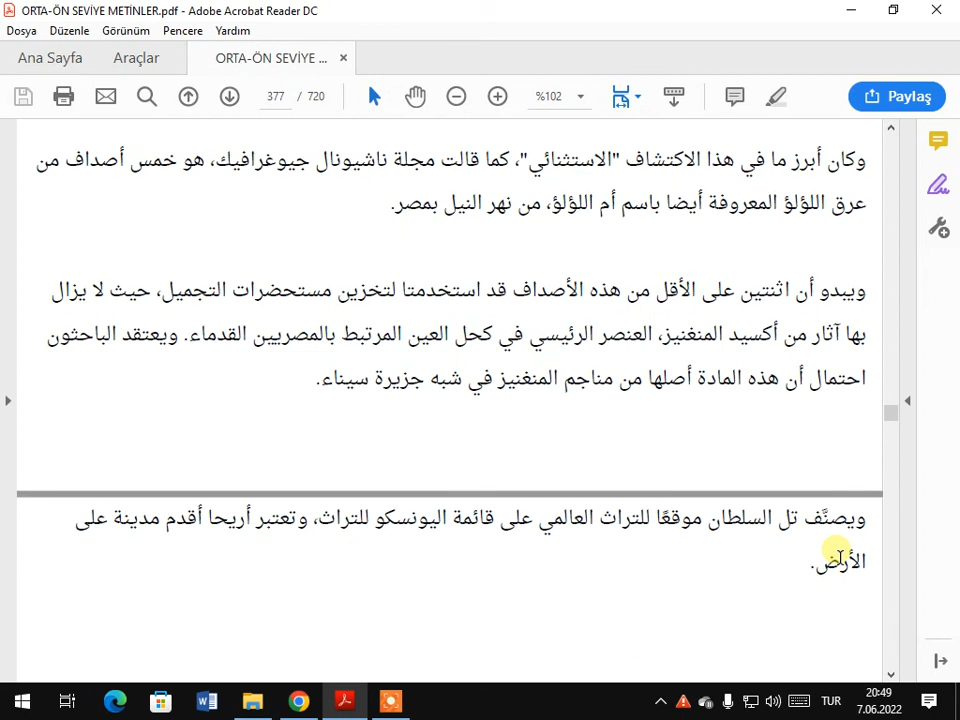 ORTA-ÖN SEVİYE METİNLER.pdf - Adobe Acrobat Reader DC
Dosya Düzenle Görünüm Pencere Yardım
Ana Sayfa Araçlar ORTA-ÖN SEVİYE ... ×
377 / 720 %102 Paylaş
وكان أبرز ما في هذا الاكتشاف "الاستثنائي"، كما قالت مجلة ناشيونال جيوغرافيك، هو خمس أصداف من
عرق اللؤلؤ المعروفة أيضا باسم أم اللؤلؤ، من نهر النيل بمصر.
ويبدو أن اثنتين على الأقل من هذه الأصداف قد استخدمتا لتخزين مستحضرات التجميل، حيث لا يزال
بها آثار من أكسيد المنغنيز، العنصر الرئيسي في كحل العين المرتبط بالمصريين القدماء. ويعتقد الباحثون
احتمال أن هذه المادة أصلها من مناجم المنغنيز في شبه جزيرة سيناء.
ويصنَّف تل السلطان موقعًا للتراث العالمي على قائمة اليونسكو للتراث، وتعتبر أريحا أقدم مدينة على
الأرض.
TUR
20:49
7.06.2022